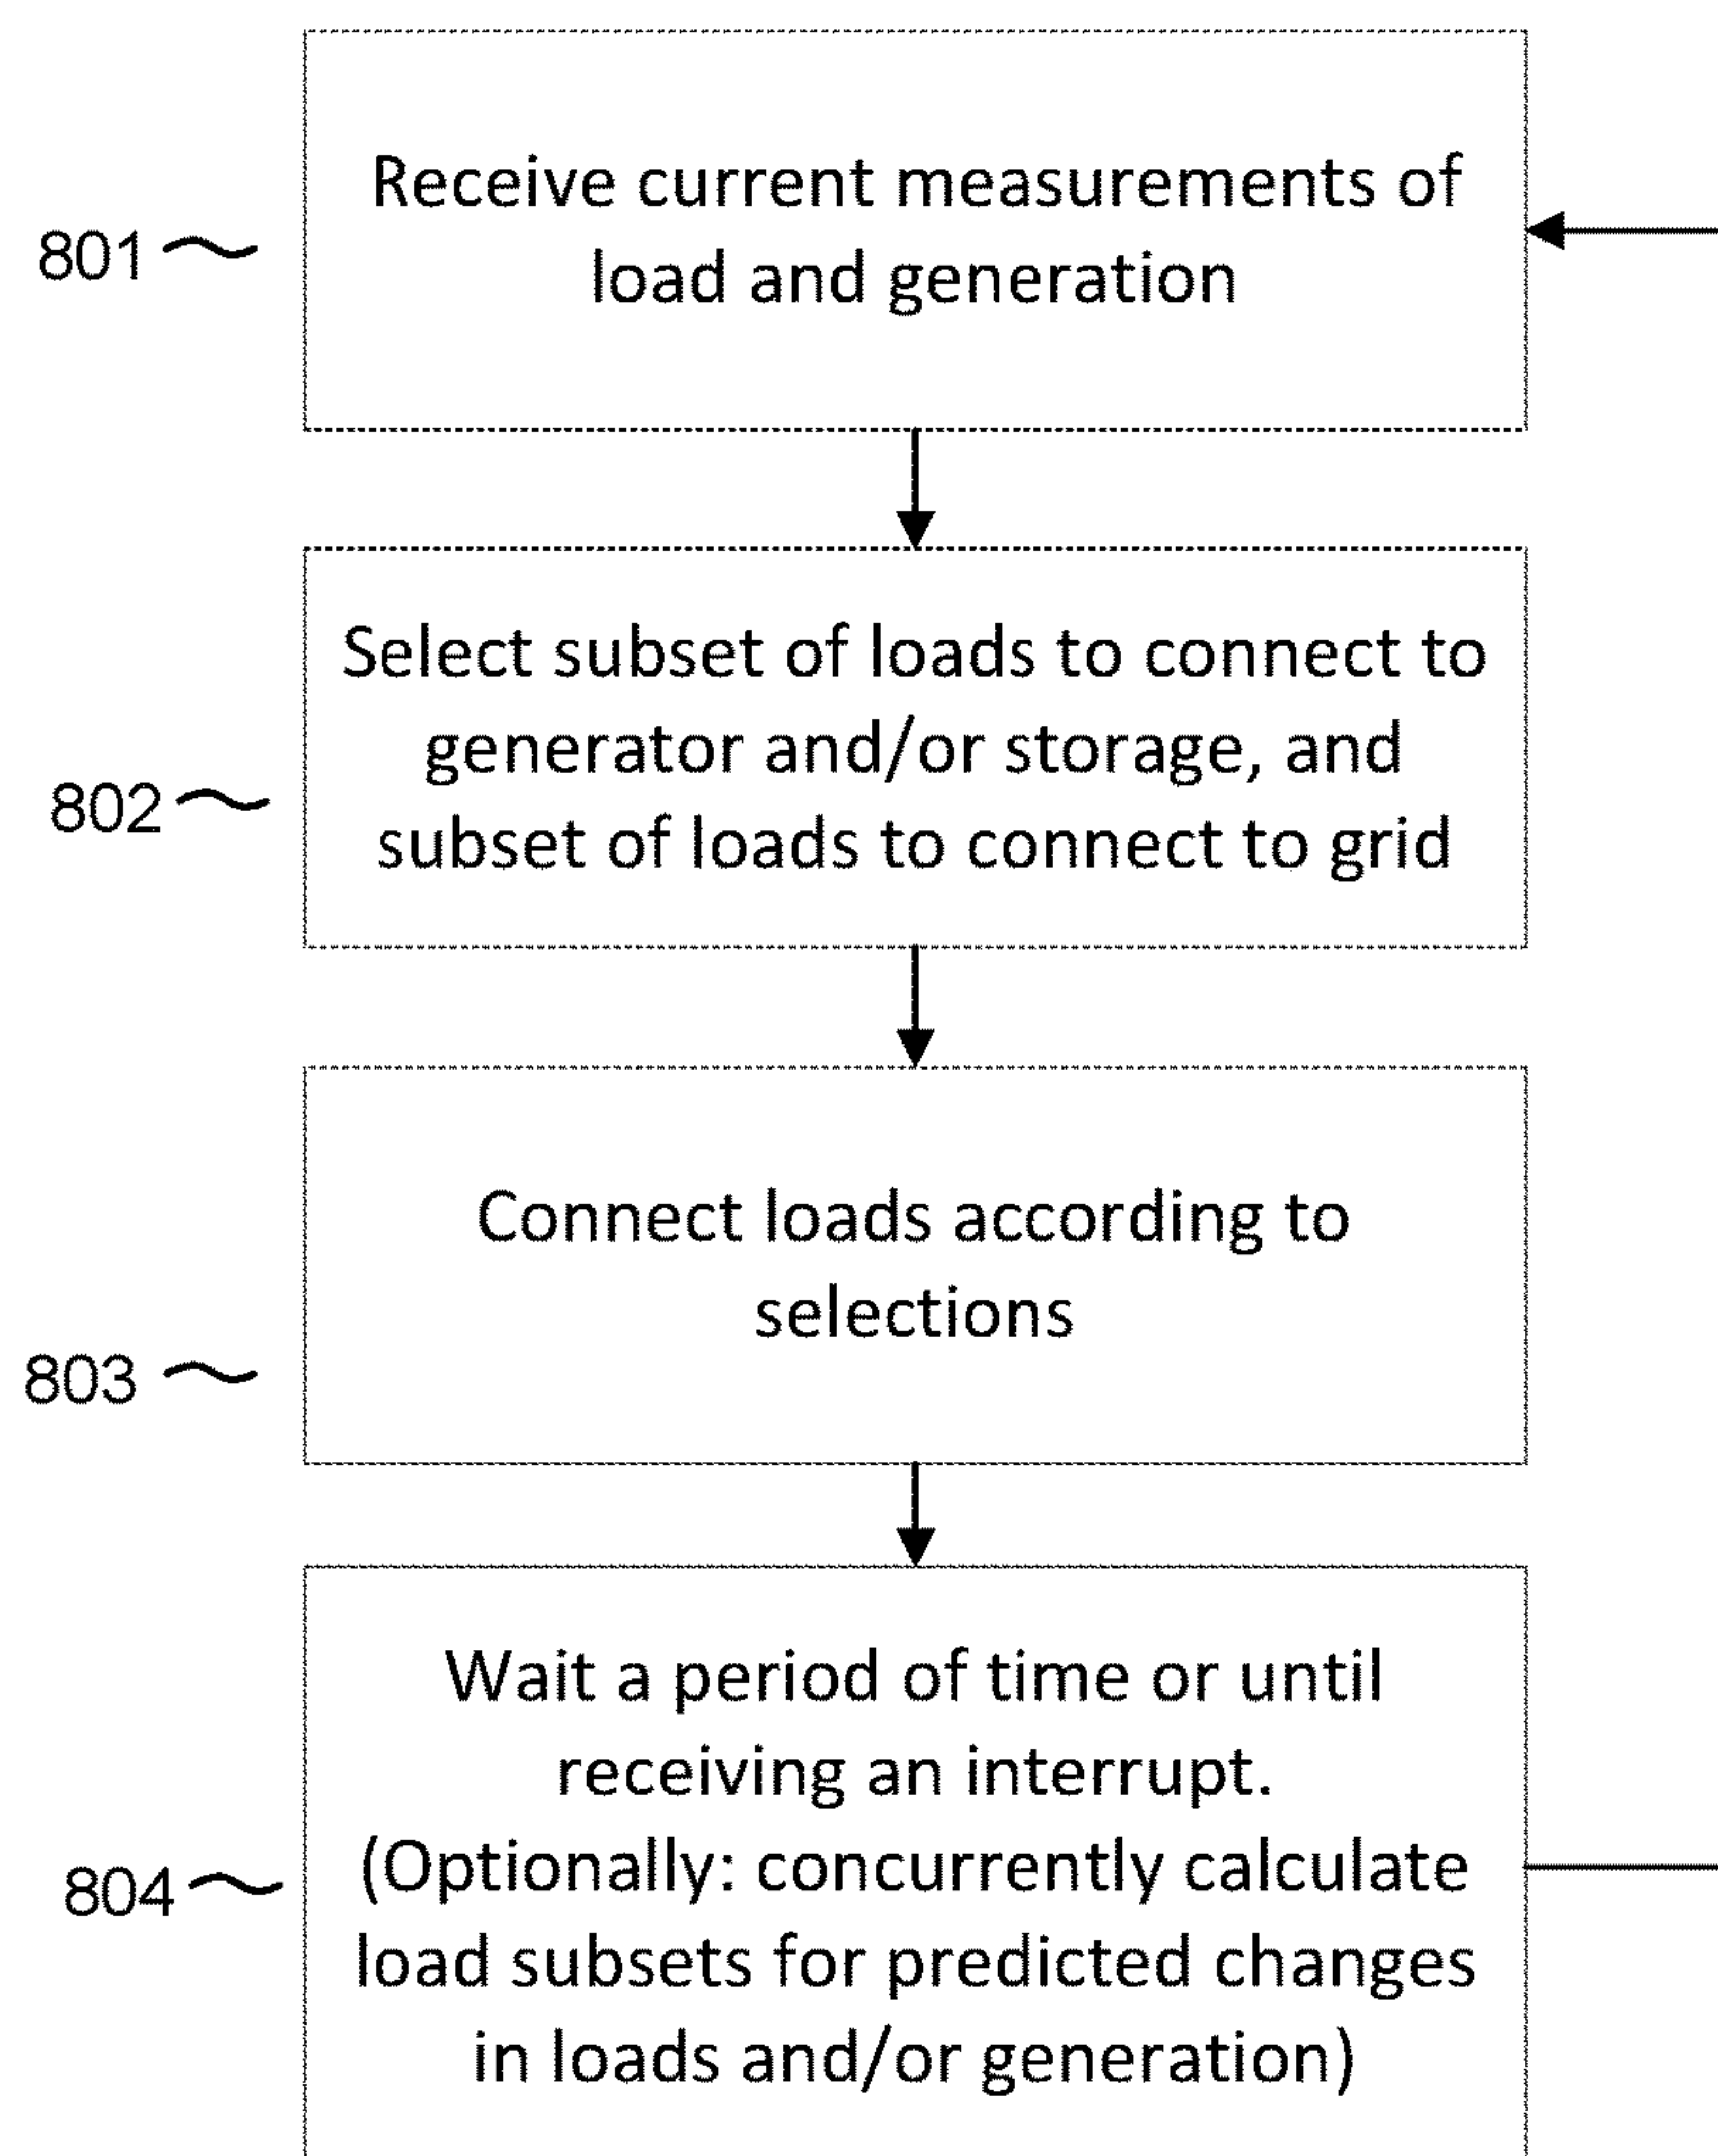 801
Receive current measurements of
load and generation
802
Select subset of loads to connect to
generator and/or storage, and
subset of loads to connect to grid
803
Connect loads according to
selections
804
Wait a period of time or until
receiving an interrupt.
(Optionally: concurrently calculate
load subsets for predicted changes
in loads and/or generation)